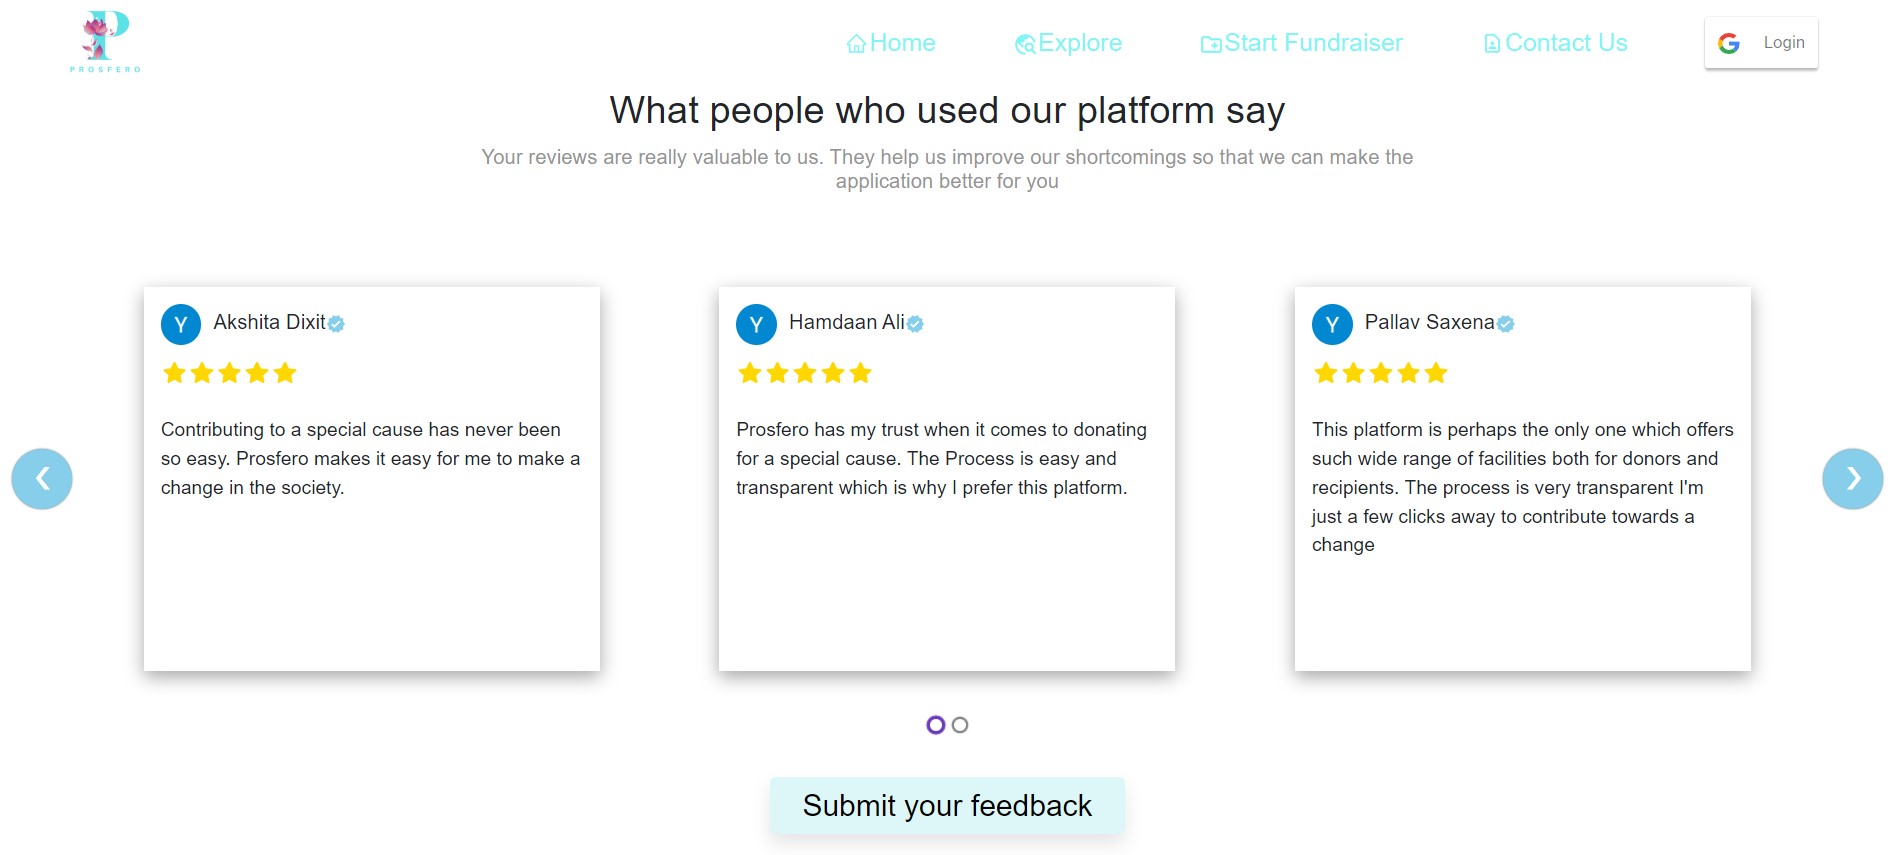 P
PROSFERO
Home
Explore
Start Fundraiser
Contact Us
Login
What people who used our platform say
Your reviews are really valuable to us. They help us improve our shortcomings so that we can make the
application better for you
Y
Akshita Dixit
Contributing to a special cause has never been
so easy. Prosfero makes it easy for me to make a
change in the society.
Y
Hamdaan Ali
Prosfero has my trust when it comes to donating
for a special cause. The Process is easy and
transparent which is why I prefer this platform.
Y
Pallav Saxena
This platform is perhaps the only one which offers
such wide range of facilities both for donors and
recipients. The process is very transparent I'm
just a few clicks away to contribute towards a
change
Submit your feedback